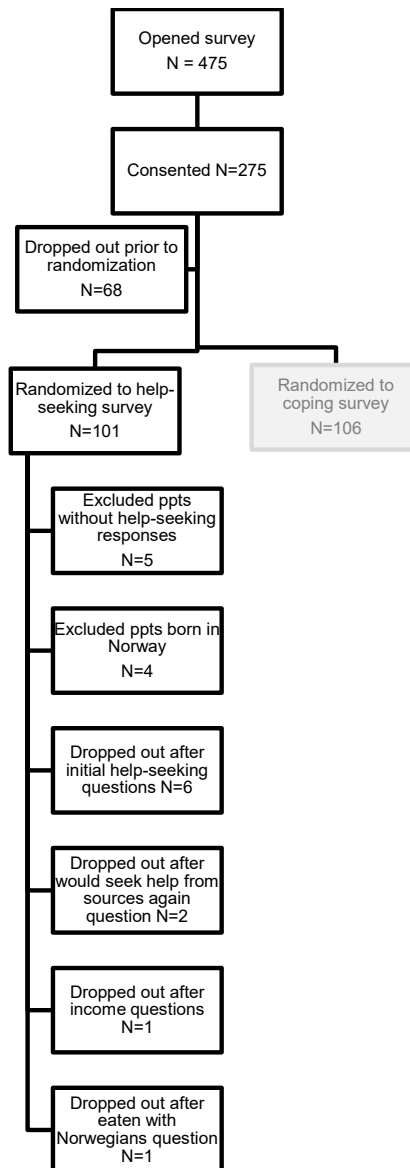 Opened survey
N = 475
Consented N=275
Dropped out prior to
randomization
N=68
Randomized to help-
seeking survey
N=101
Randomized to
coping survey
N=106
Excluded ppts
without help-seeking
responses
N=5
Excluded ppts born in
Norway
N=4
Dropped out after
initial help-seeking
questions N=6
Dropped out after
would seek help from
sources again
question N=2
Dropped out after
income questions
N=1
Dropped out after
eaten with
Norwegians question
N=1